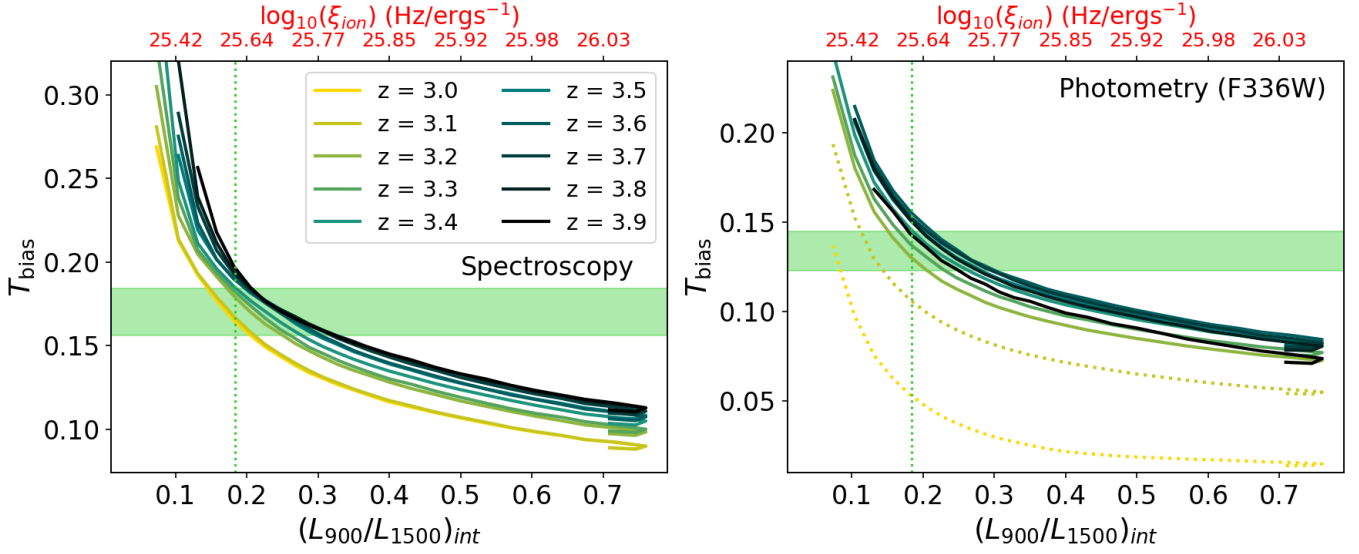 log₁₀(ξion) (Hz/ergs⁻¹)
25.42 25.64 25.77 25.85 25.92 25.98 26.03
0.30
0.25
0.20
0.15
0.10
Tbias
z = 3.0
z = 3.1
z = 3.2
z = 3.3
z = 3.4
z = 3.5
z = 3.6
z = 3.7
z = 3.8
z = 3.9
Spectroscopy
0.1 0.2 0.3 0.4 0.5 0.6 0.7
(L₉₀₀/L₁₅₀₀)int
log₁₀(ξion) (Hz/ergs⁻¹)
25.42 25.64 25.77 25.85 25.92 25.98 26.03
Photometry (F336W)
0.20
0.15
0.10
0.05
Tbias
0.1 0.2 0.3 0.4 0.5 0.6 0.7
(L₉₀₀/L₁₅₀₀)int